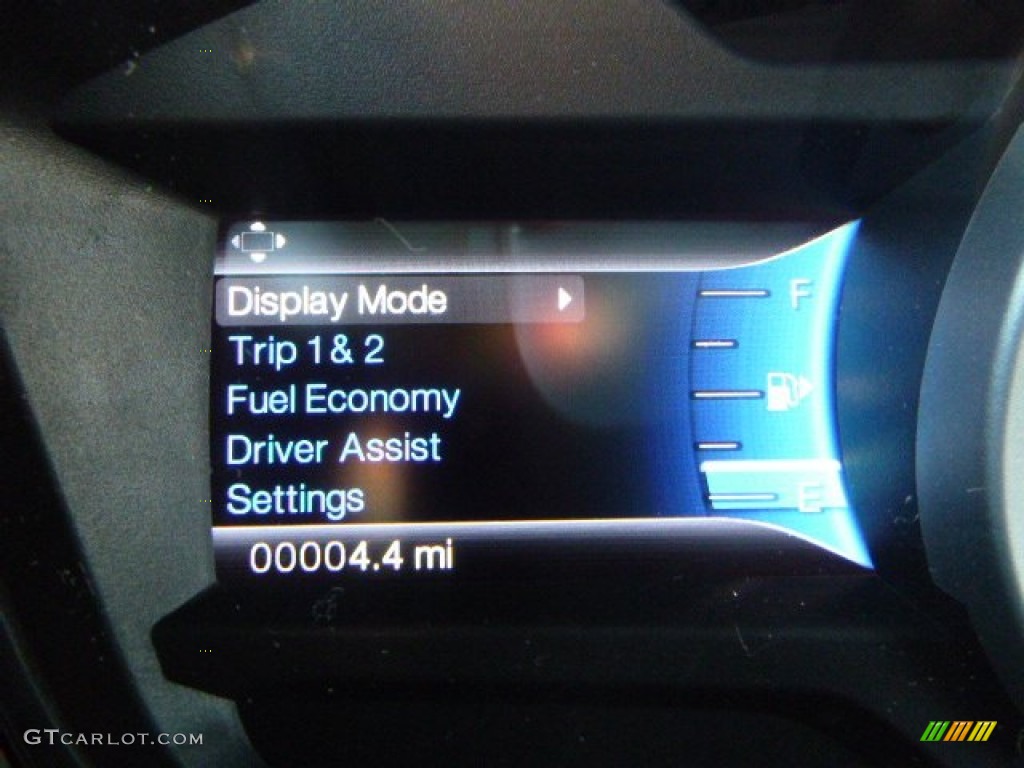 Display Mode
F
Trip 1 & 2
Fuel Economy
Driver Assist
Settings
E
00004.4 mi
GTCARLOT.COM